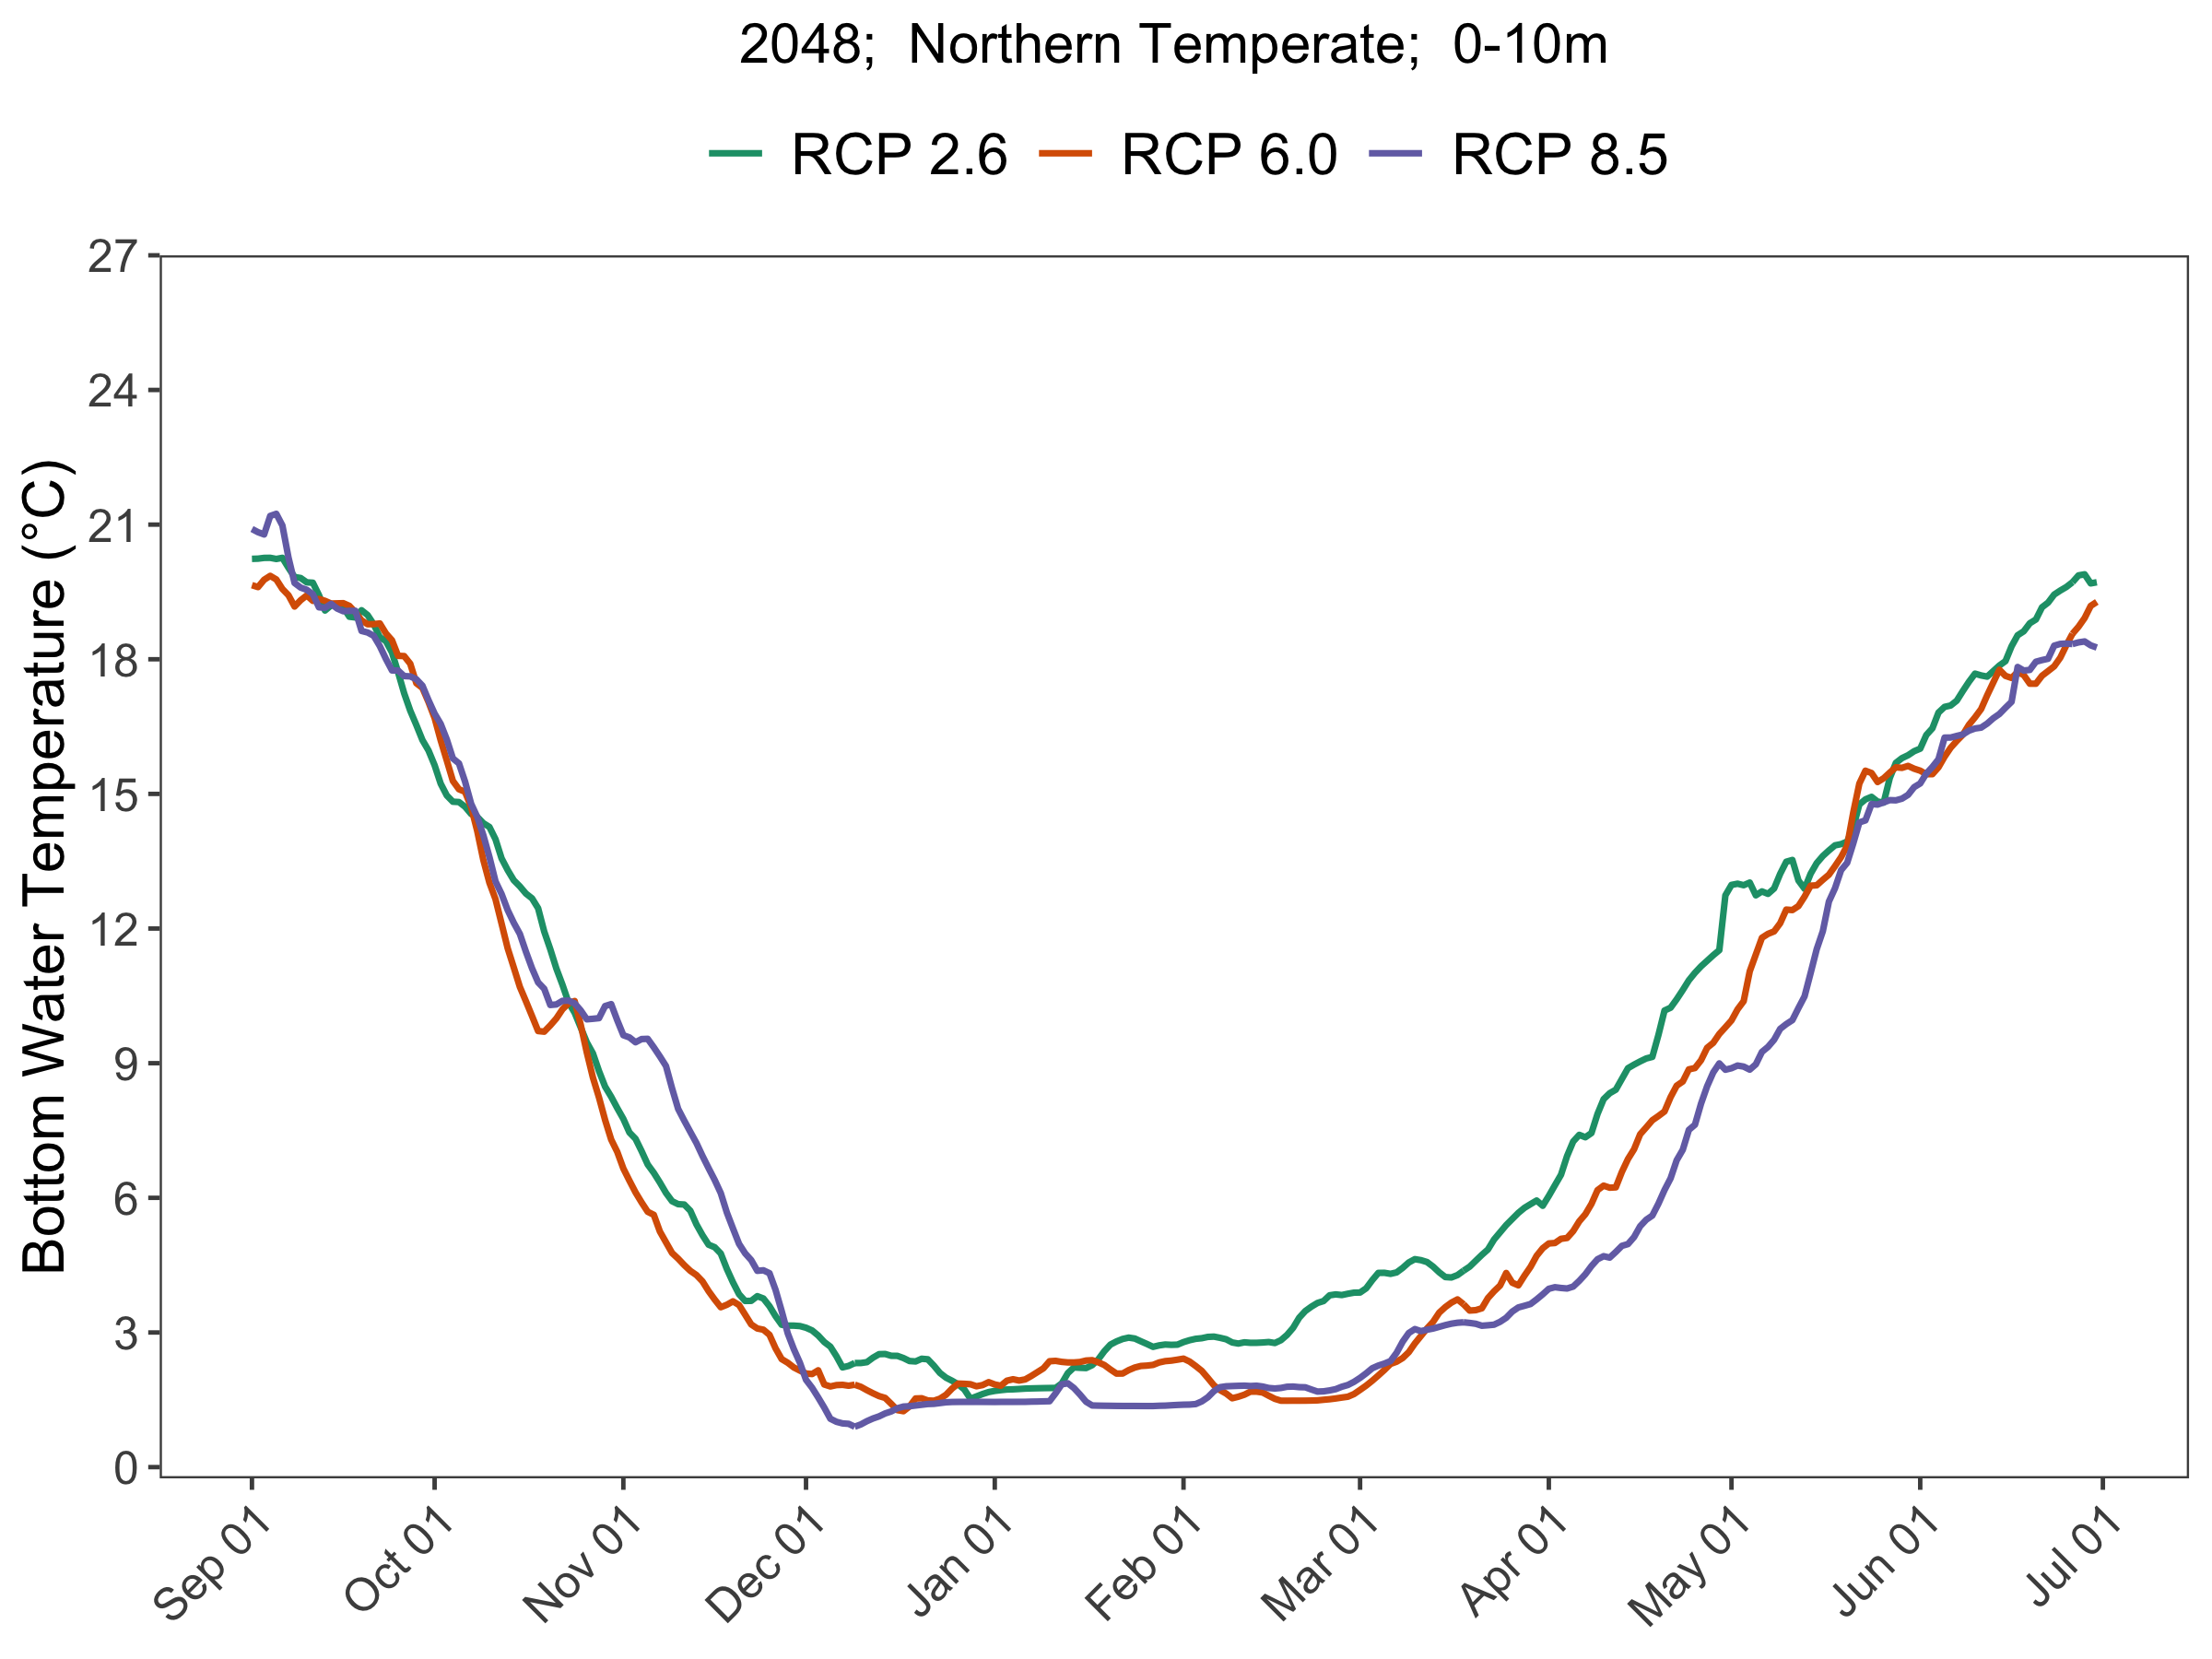 2048;  Northern Temperate;  0-10m
RCP 2.6 RCP 6.0 RCP 8.5
Bottom Water Temperature (°C)
27
24
21
18
15
12
9
6
3
0
Sep 01 Oct 01 Nov 01 Dec 01 Jan 01 Feb 01 Mar 01 Apr 01 May 01 Jun 01 Jul 01